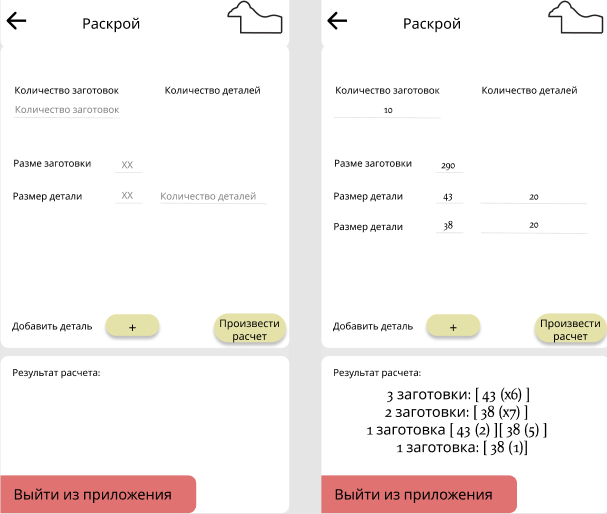 Раскрой
Количество заготовок Количество деталей
Количество заготовок
Разме заготовки XX
Размер детали XX Количество деталей
Добавить деталь + Произвести
расчет
Результат расчета:
Выйти из приложения
Раскрой
Количество заготовок Количество деталей
10
Разме заготовки 290
Размер детали 43 20
Размер детали 38 20
Добавить деталь + Произвести
расчет
Результат расчета:
3 заготовки: [ 43 (x6) ]
2 заготовки: [ 38 (x7) ]
1 заготовка [ 43 (2) ][ 38 (5) ]
1 заготовка: [ 38 (1)]
Выйти из приложения